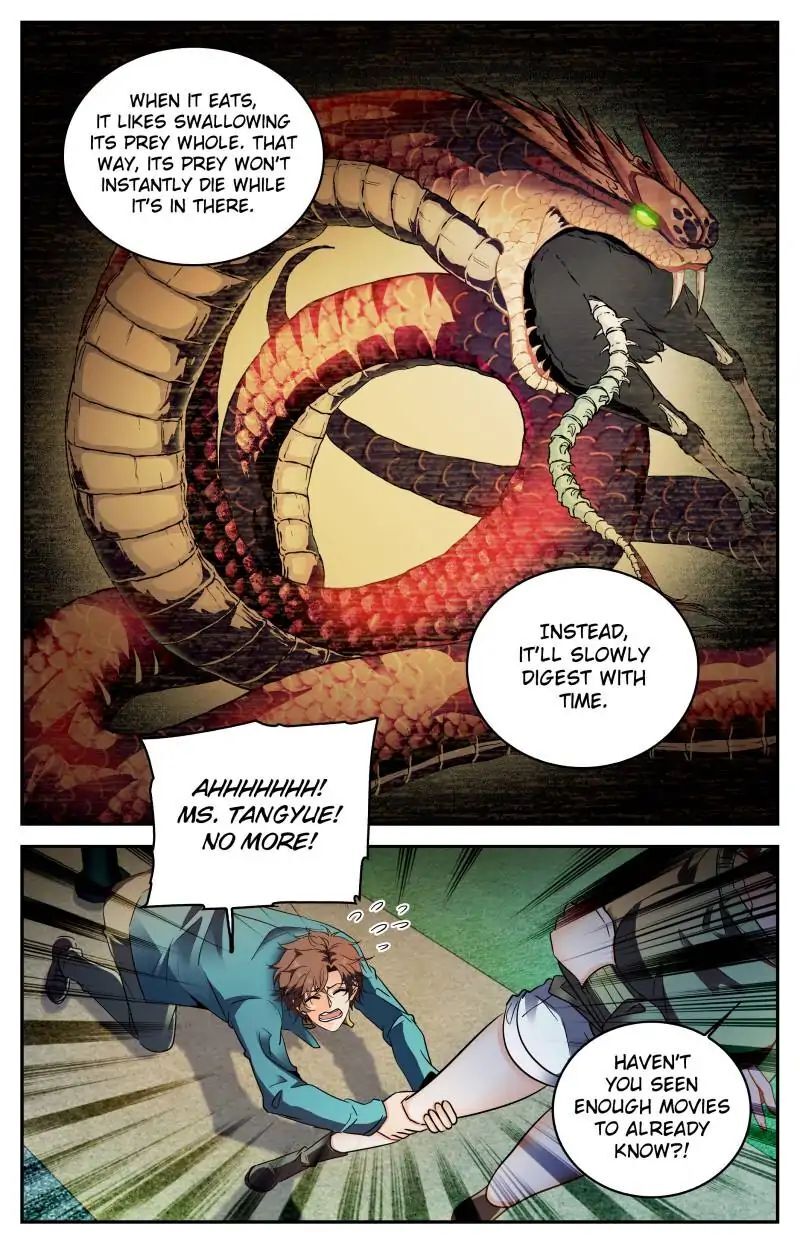 WHEN IT EATS,
IT LIKES SWALLOWING
ITS PREY WHOLE. THAT
WAY, ITS PREY WON'T
INSTANTLY DIE WHILE
IT'S IN THERE.
INSTEAD,
IT'LL SLOWLY
DIGEST WITH
TIME.
AHHHHHHH!
MS. TANGYUE!
NO MORE!
HAVEN'T
YOU SEEN
ENOUGH MOVIES
TO ALREADY
KNOW?!